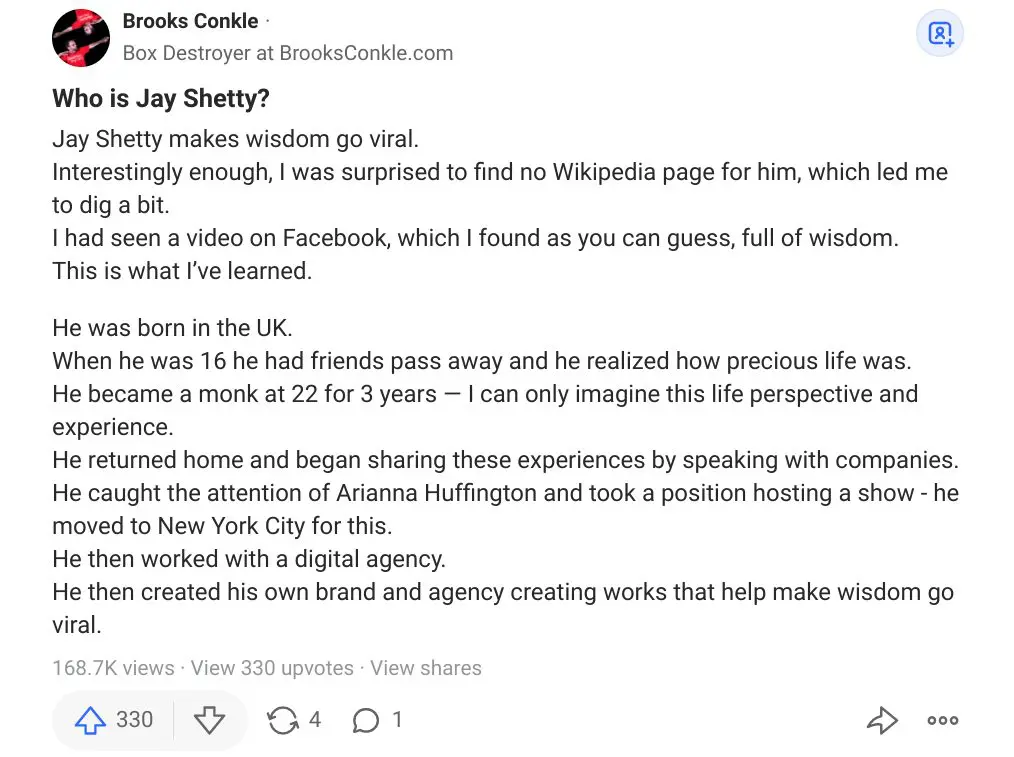 Brooks Conkle ·
Box Destroyer at BrooksConkle.com
Who is Jay Shetty?
Jay Shetty makes wisdom go viral.
Interestingly enough, I was surprised to find no Wikipedia page for him, which led me
to dig a bit.
I had seen a video on Facebook, which I found as you can guess, full of wisdom.
This is what I’ve learned.
He was born in the UK.
When he was 16 he had friends pass away and he realized how precious life was.
He became a monk at 22 for 3 years — I can only imagine this life perspective and
experience.
He returned home and began sharing these experiences by speaking with companies.
He caught the attention of Arianna Huffington and took a position hosting a show - he
moved to New York City for this.
He then worked with a digital agency.
He then created his own brand and agency creating works that help make wisdom go
viral.
168.7K views · View 330 upvotes · View shares
330 4 1